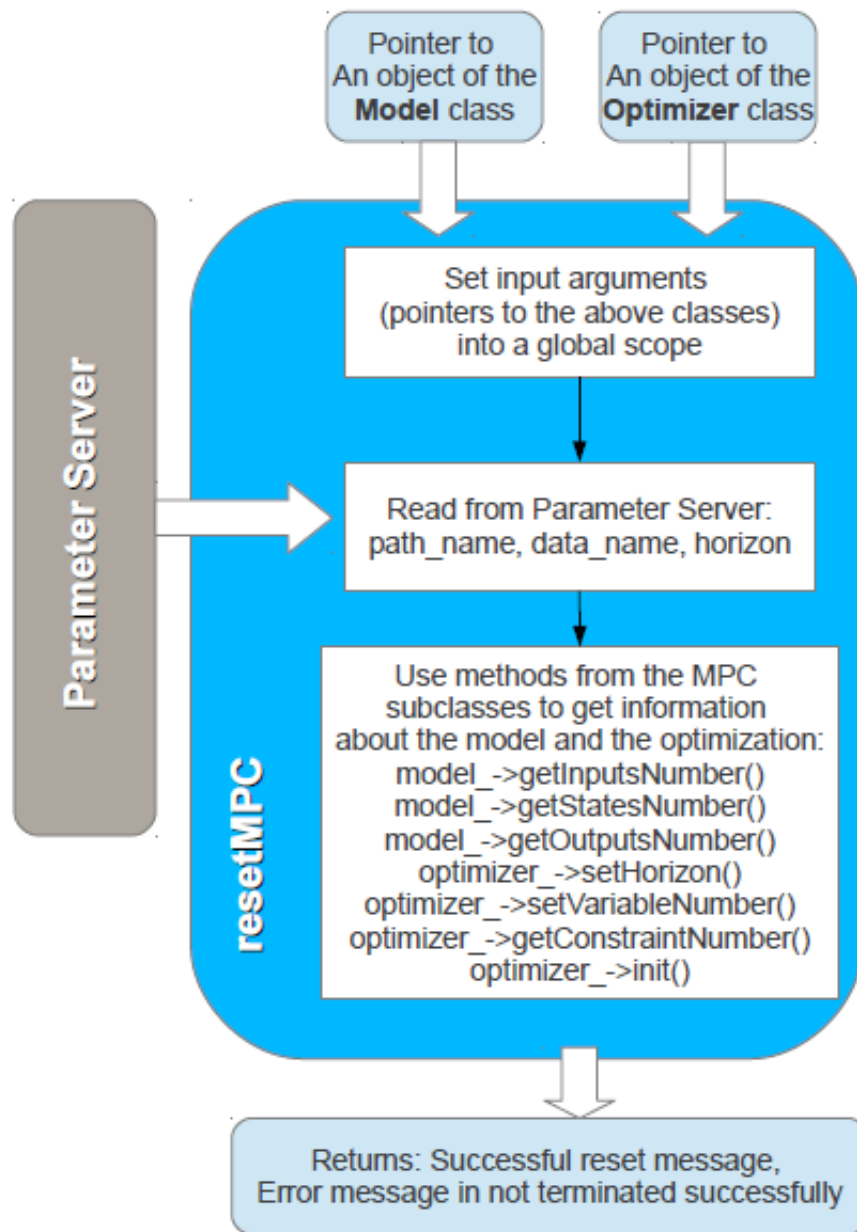 Pointer to
An object of the
Model class
Pointer to
An object of the
Optimizer class
Parameter Server
resetMPC
Set input arguments
(pointers to the above classes)
into a global scope
Read from Parameter Server:
path_name, data_name, horizon
Use methods from the MPC
subclasses to get information
about the model and the optimization:
model_->getInputsNumber()
model_->getStatesNumber()
model_->getOutputsNumber()
optimizer_->setHorizon()
optimizer_->setVariableNumber()
optimizer_->getConstraintNumber()
optimizer_->init()
Returns: Successful reset message,
Error message in not terminated successfully